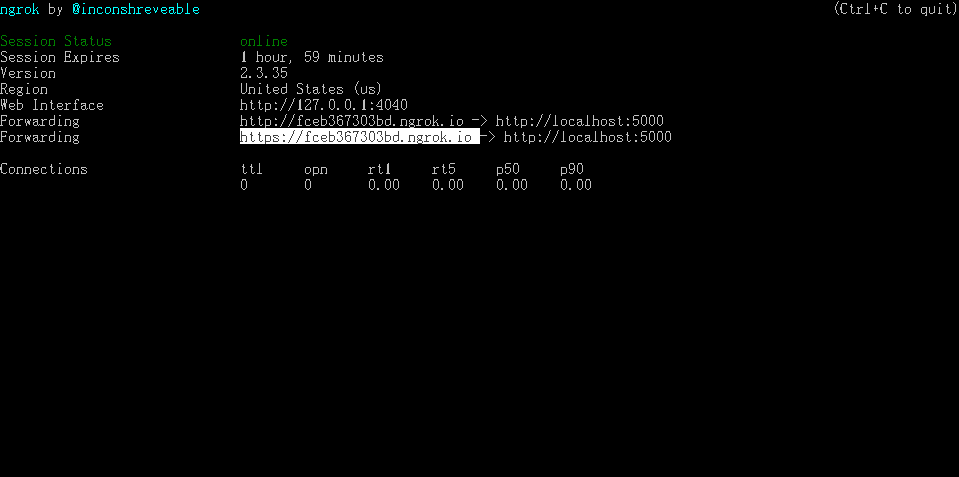 ngrok by @inconshreveable (Ctrl+C to quit)
Session Status online
Session Expires 1 hour, 59 minutes
Version 2.3.35
Region United States (us)
Web Interface http://127.0.0.1:4040
Forwarding http://fceb367303bd.ngrok.io -> http://localhost:5000
Forwarding https://fceb367303bd.ngrok.io -> http://localhost:5000
Connections ttl opn rt1 rt5 p50 p90
0 0 0.00 0.00 0.00 0.00